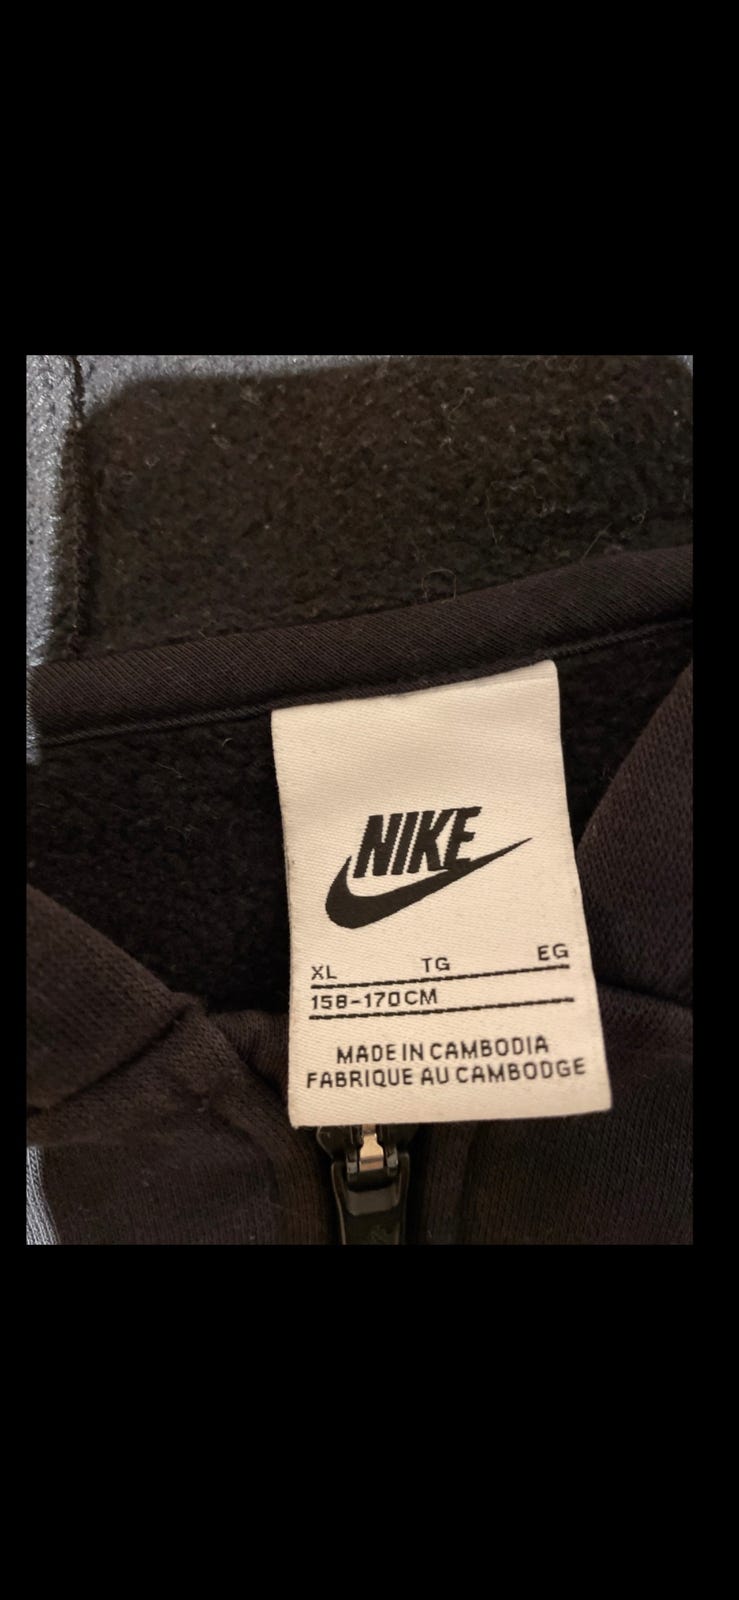 NIKE
XL TG EG
158-170CM
MADE IN CAMBODIA
FABRIQUE AU CAMBODGE